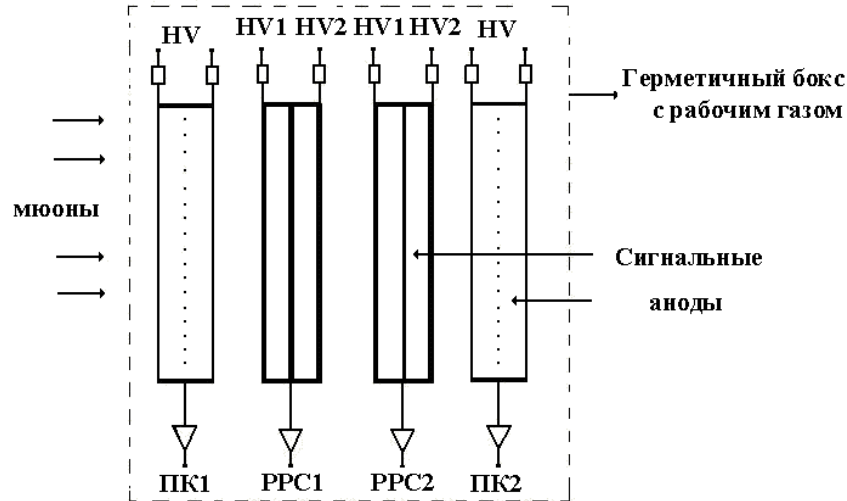 HV HV1 HV2 HV1 HV2 HV
Герметичный бокс
с рабочим газом
мюоны
Сигнальные
аноды
ПК1 РРС1 РРС2 ПК2